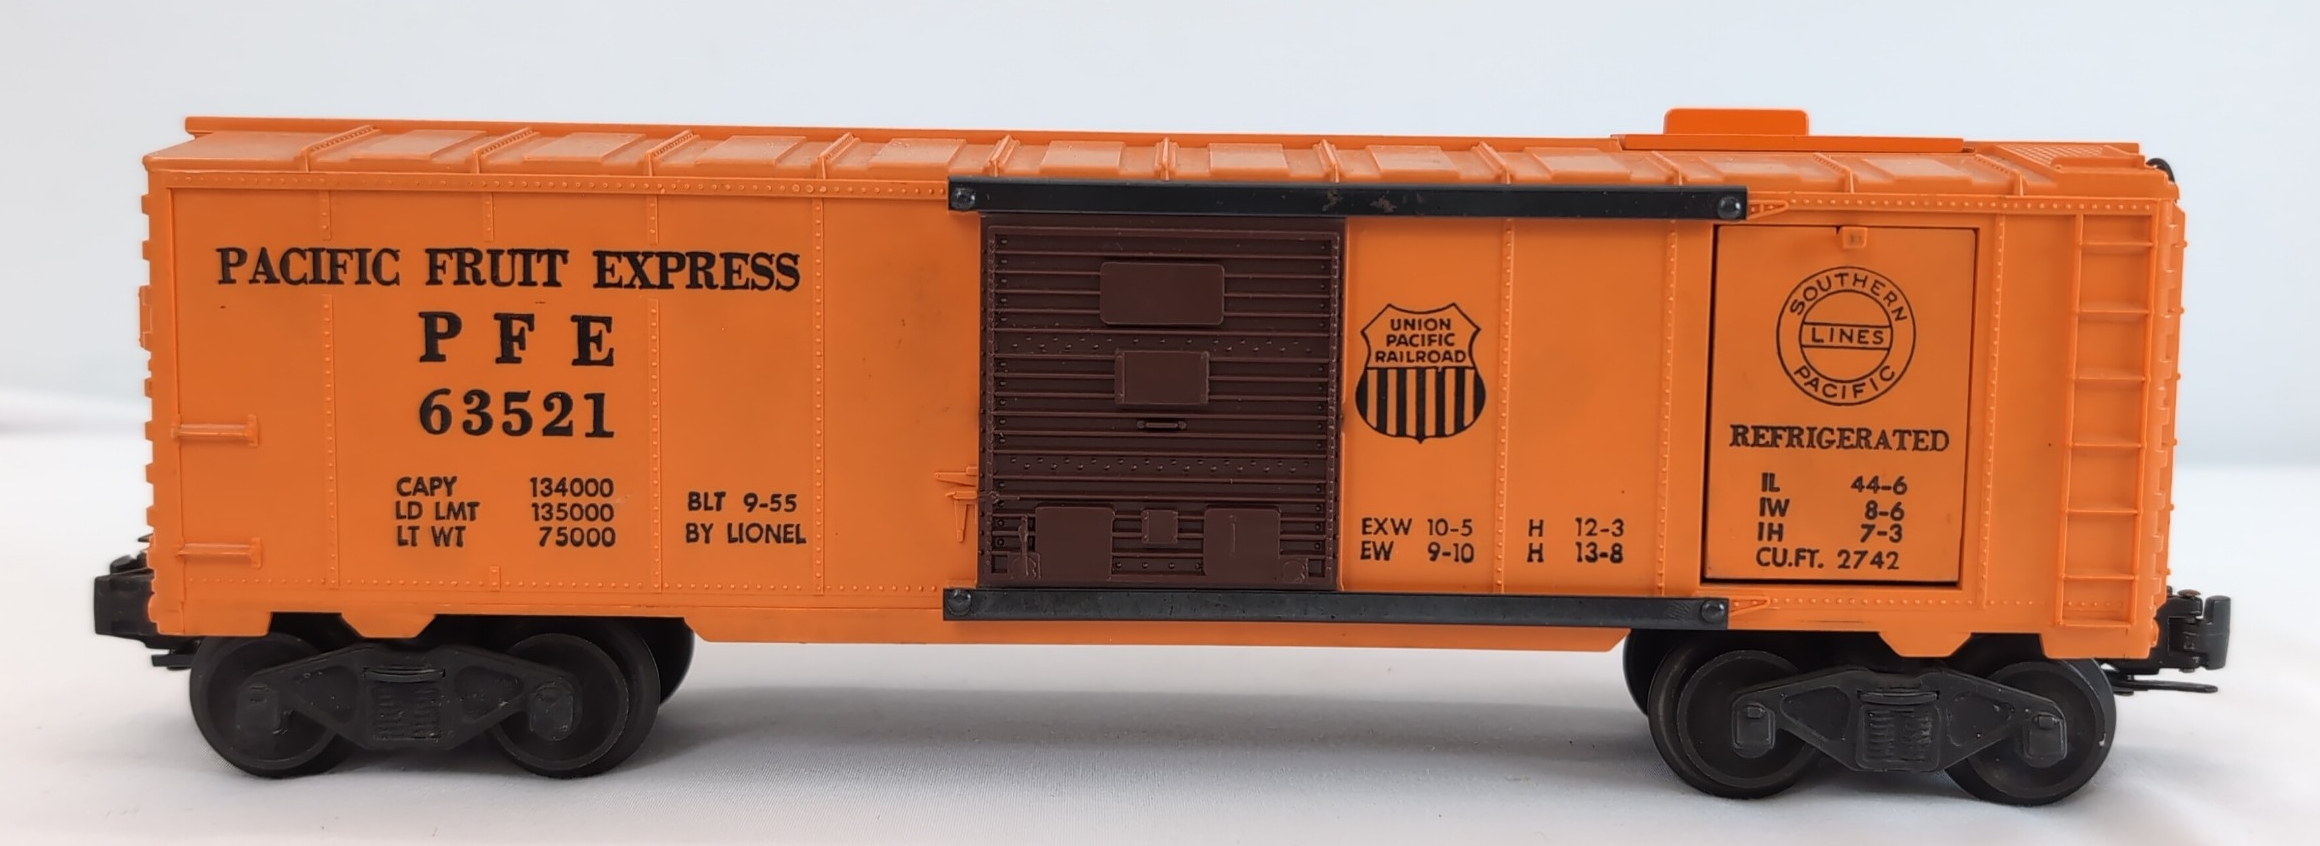 PACIFIC FRUIT EXPRESS
P F E
63521
CAPY 134000
LD LMT 135000
LT WT 75000
BLT 9-55
BY LIONEL
UNION
PACIFIC
RAILROAD
EXW 10-5 H 12-3
EW 9-10 H 13-8
SOUTHERN
LINES
PACIFIC
REFRIGERATED
IL 44-6
IW 8-6
IH 7-3
CU.FT. 2742